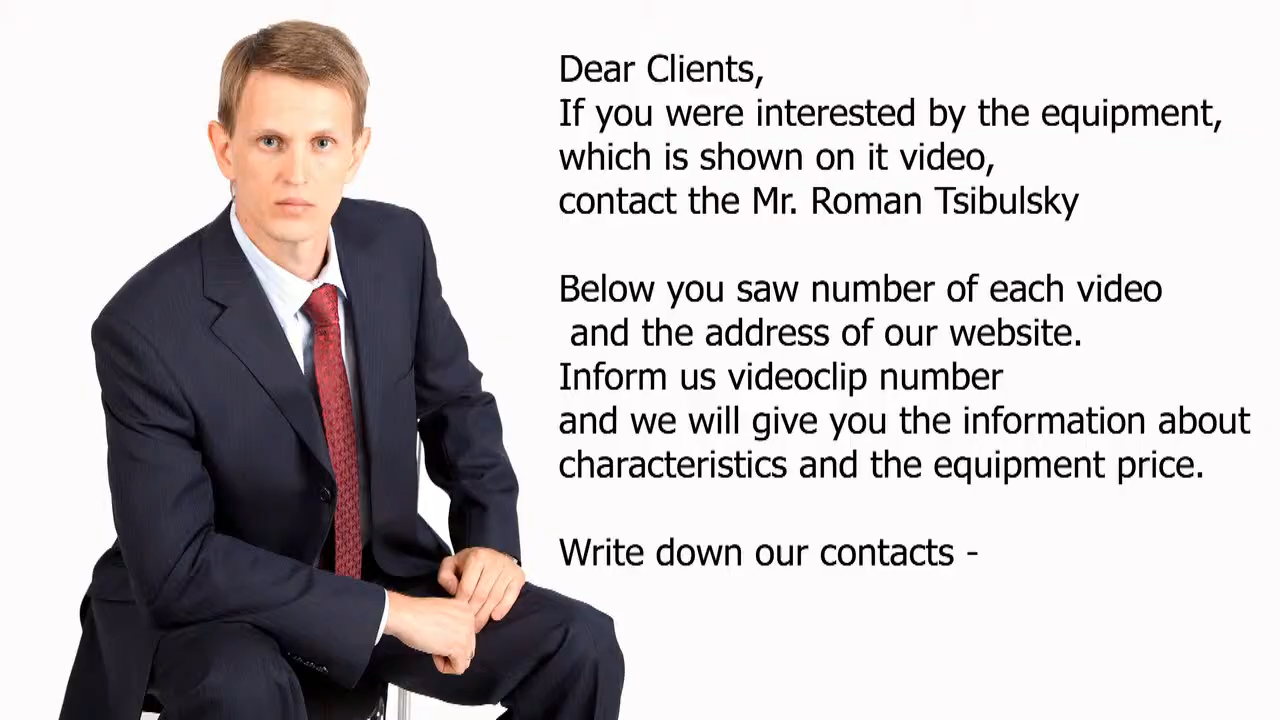 Dear Clients,
If you were interested by the equipment,
which is shown on it video,
contact the Mr. Roman Tsibulsky
Below you saw number of each video
and the address of our website.
Inform us videoclip number
and we will give you the information about
characteristics and the equipment price.
Write down our contacts -